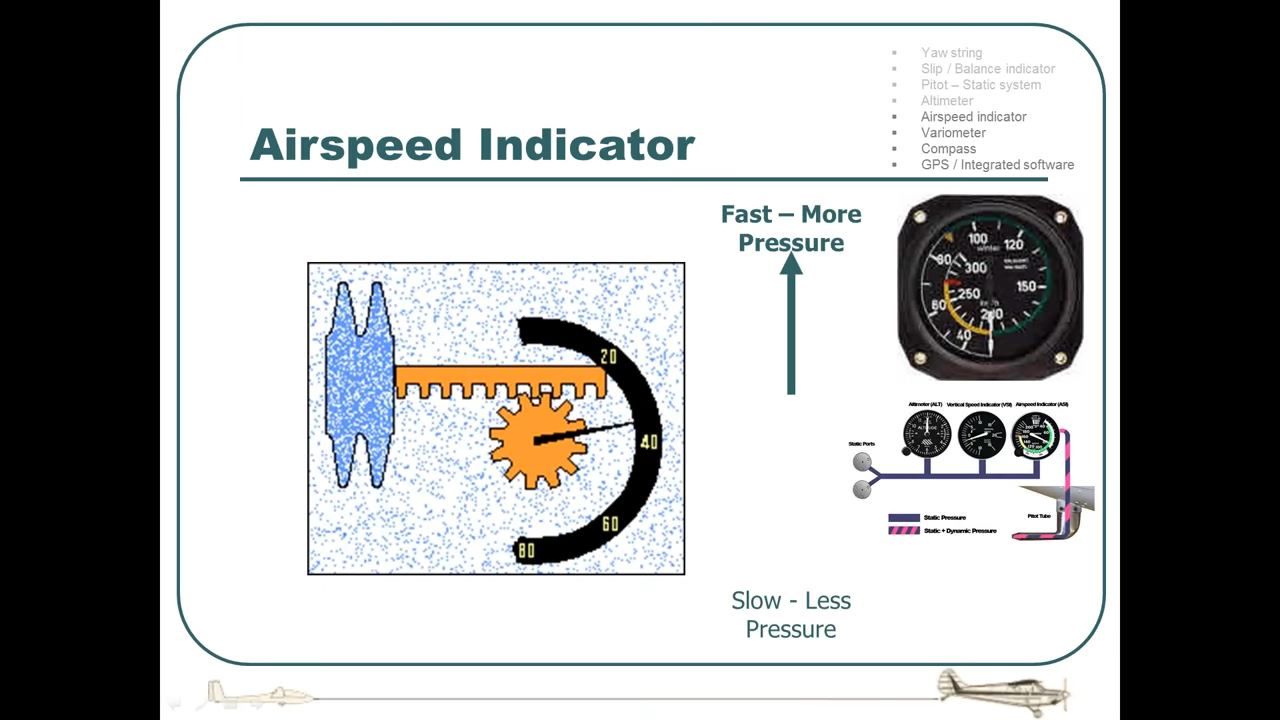 Yaw string
Slip / Balance indicator
Pitot – Static system
Altimeter
Airspeed indicator
Variometer
Compass
GPS / Integrated software
Airspeed Indicator
Fast – More
Pressure
20
40
60
80
100
120
winter
80
300
150
250
60
km/h
200
40
Altimeter (ALT)
Vertical Speed Indicator (VSI)
Airspeed Indicator (ASI)
Static Ports
Pitot Tube
Static Pressure
Static + Dynamic Pressure
Slow - Less
Pressure